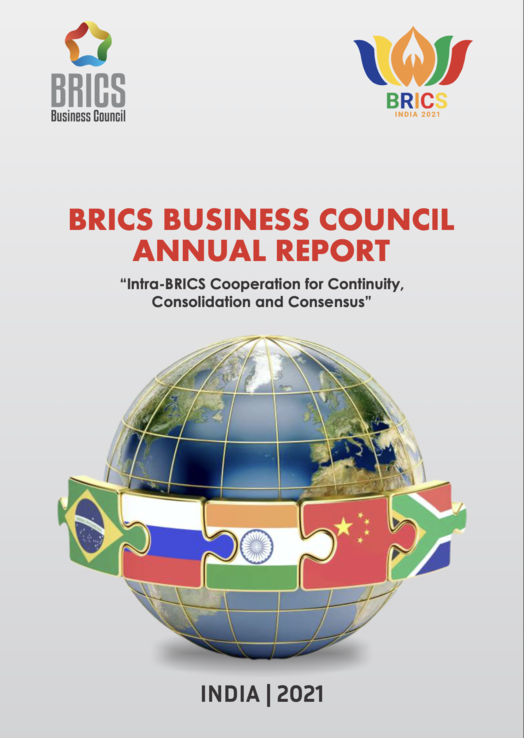 BRICS
Business Council
BRICS
INDIA 2021
BRICS BUSINESS COUNCIL
ANNUAL REPORT
“Intra-BRICS Cooperation for Continuity,
Consolidation and Consensus”
INDIA | 2021